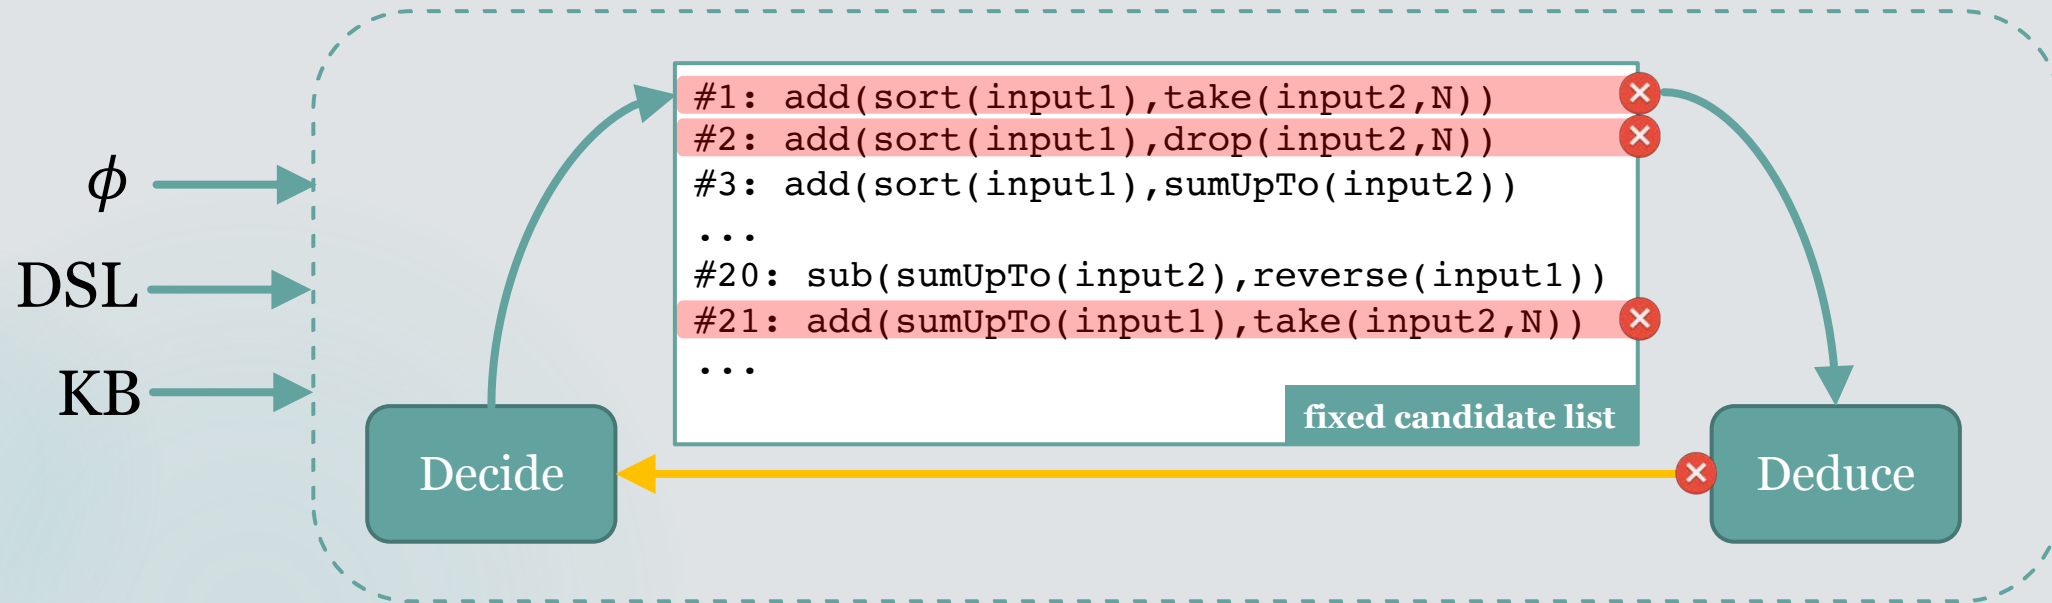 ϕ
DSL
KB
#1: add(sort(input1),take(input2,N))
#2: add(sort(input1),drop(input2,N))
#3: add(sort(input1),sumUpTo(input2))
...
#20: sub(sumUpTo(input2),reverse(input1))
#21: add(sumUpTo(input1),take(input2,N))
...
fixed candidate list
Decide
Deduce